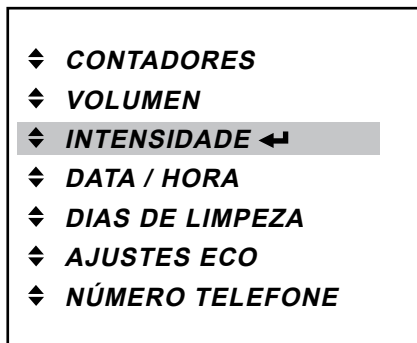 CONTADORES
VOLUMEN
INTENSIDADE
DATA / HORA
DIAS DE LIMPEZA
AJUSTES ECO
NÚMERO TELEFONE